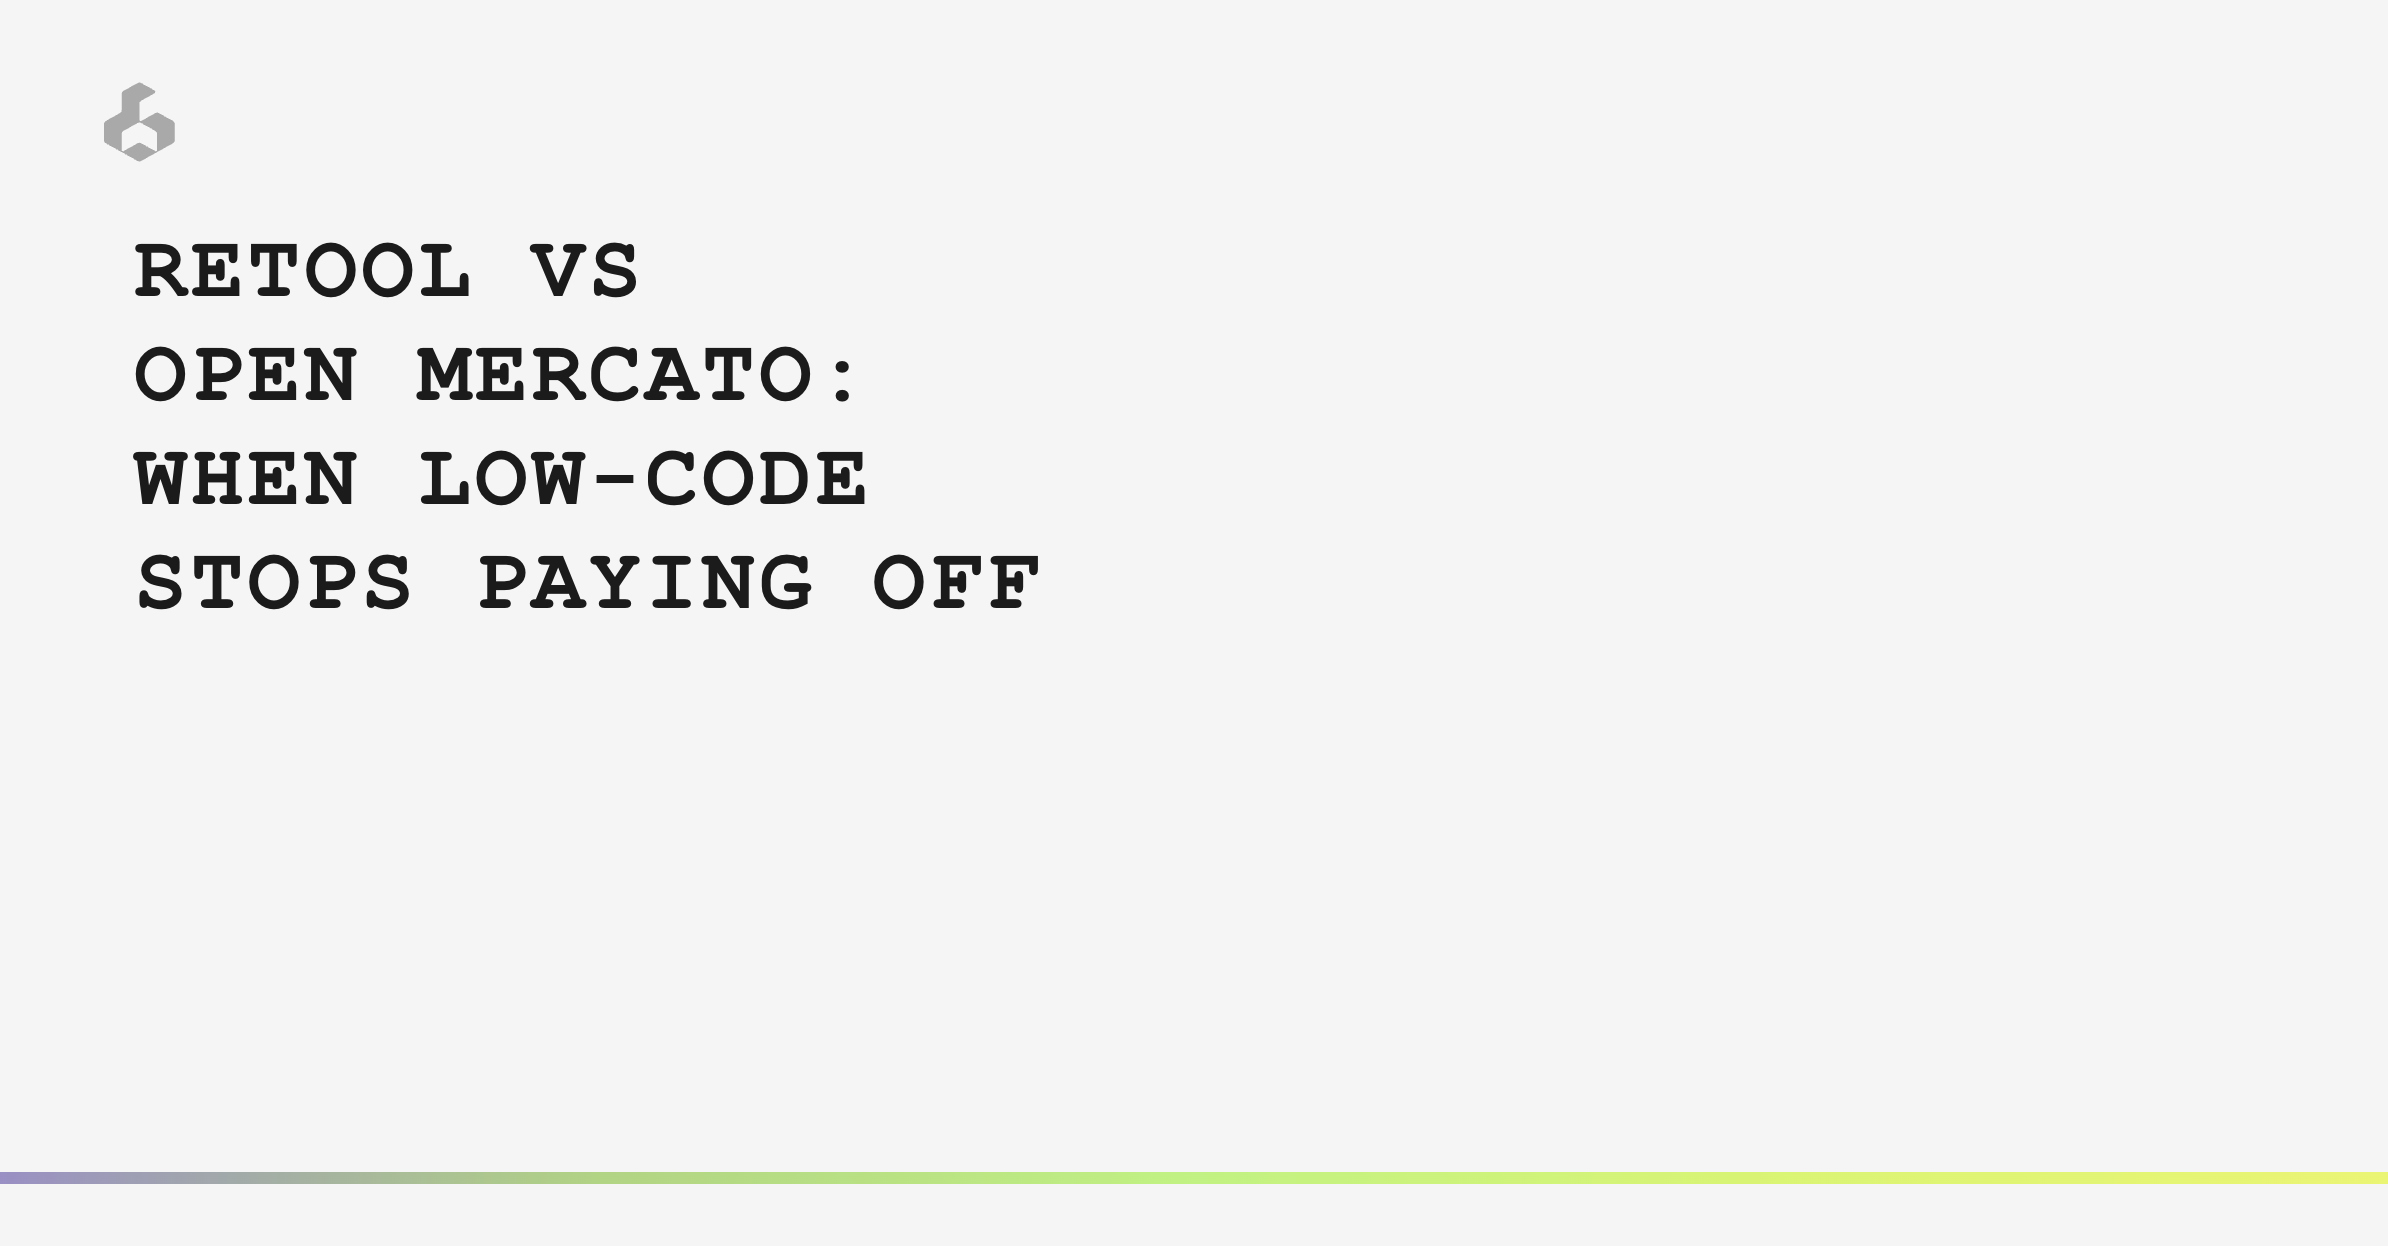 RETOOL VS
OPEN MERCATO:
WHEN LOW-CODE
STOPS PAYING OFF